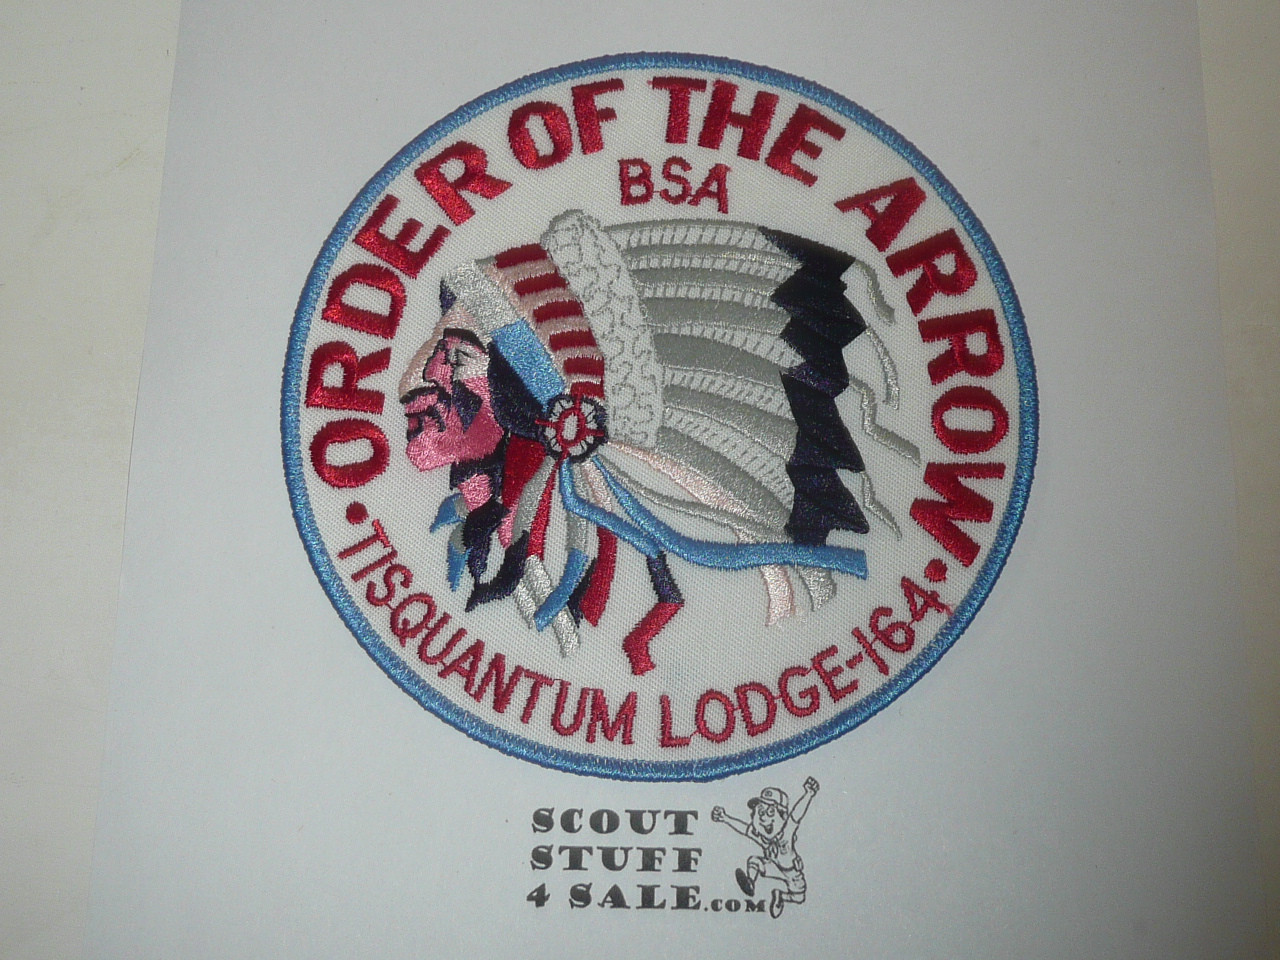 •ORDER OF THE ARROW•
BSA
TISQUANTUM LODGE-164
SCOUT
STUFF
4 SALE.COM